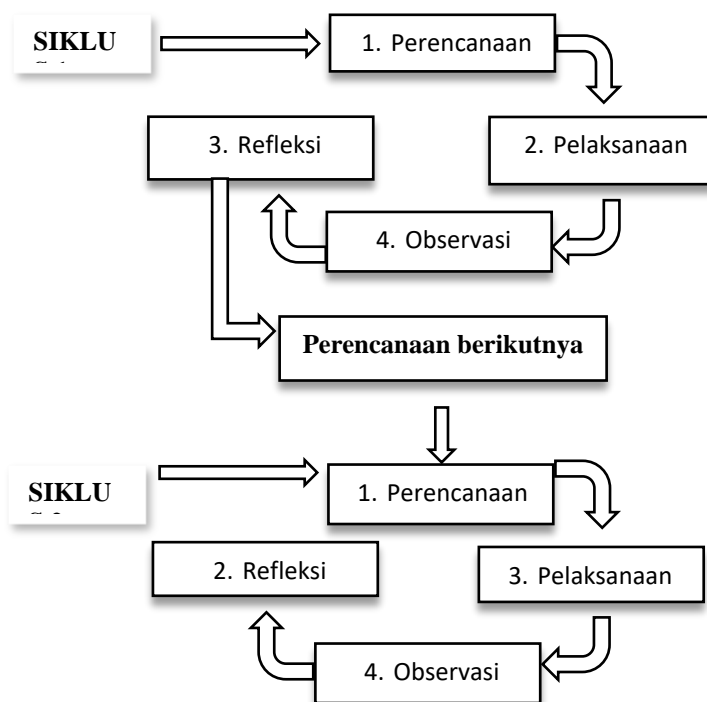 SIKLU
1. Perencanaan
3. Refleksi
2. Pelaksanaan
4. Observasi
Perencanaan berikutnya
SIKLU
1. Perencanaan
2. Refleksi
3. Pelaksanaan
4. Observasi